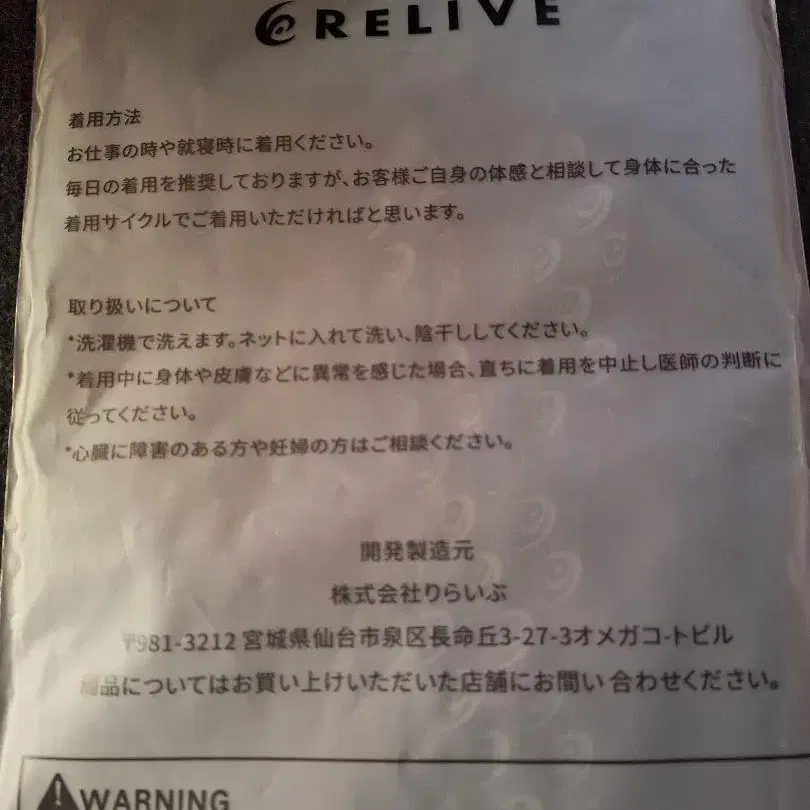 RELIVE
着用方法
お仕事の時や就寝時に着用ください。
毎日の着用を推奨しておりますが、お客様ご自身の体感と相談して身体に合った
着用サイクルでご着用いただければと思います。
取り扱いについて
*洗濯機で洗えます。ネットに入れて洗い、陰干ししてください。
*着用中に身体や皮膚などに異常を感じた場合、直ちに着用を中止し医師の判断に
従ってください。
*心臓に障害のある方や妊婦の方はご相談ください。
開発製造元
株式会社りらいぶ
〒981-3212 宮城県仙台市泉区長命丘3-27-3オメガコートビル
商品についてはお買い上げいただいた店舗にお問い合わせください。
WARNING